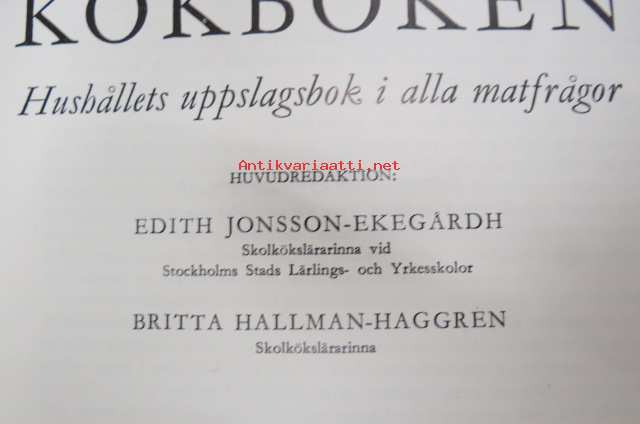 KOKBOKEN
Hushållets uppslagsbok i alla matfrågor
Antikvariaatti.net
HUVUDREDAKTION:
EDITH JONSSON-EKEGÅRDH
Skolkökslärarinna vid
Stockholms Stads Lärlings- och Yrkesskolor
BRITTA HALLMAN-HAGGREN
Skolkökslärarinna